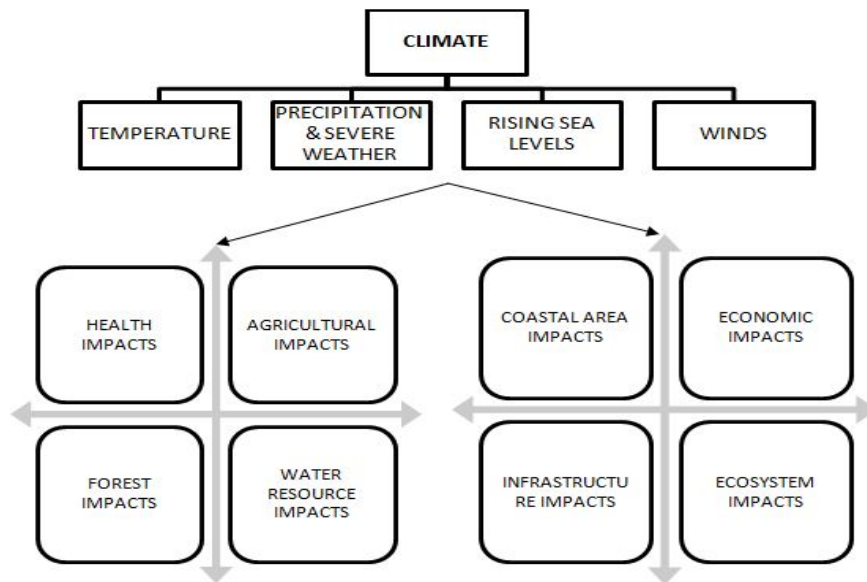 CLIMATE
TEMPERATURE
PRECIPITATION
& SEVERE
WEATHER
RISING SEA
LEVELS
WINDS
HEALTH
IMPACTS
AGRICULTURAL
IMPACTS
FOREST
IMPACTS
WATER
RESOURCE
IMPACTS
COASTAL AREA
IMPACTS
ECONOMIC
IMPACTS
INFRASTRUCTU
RE IMPACTS
ECOSYSTEM
IMPACTS